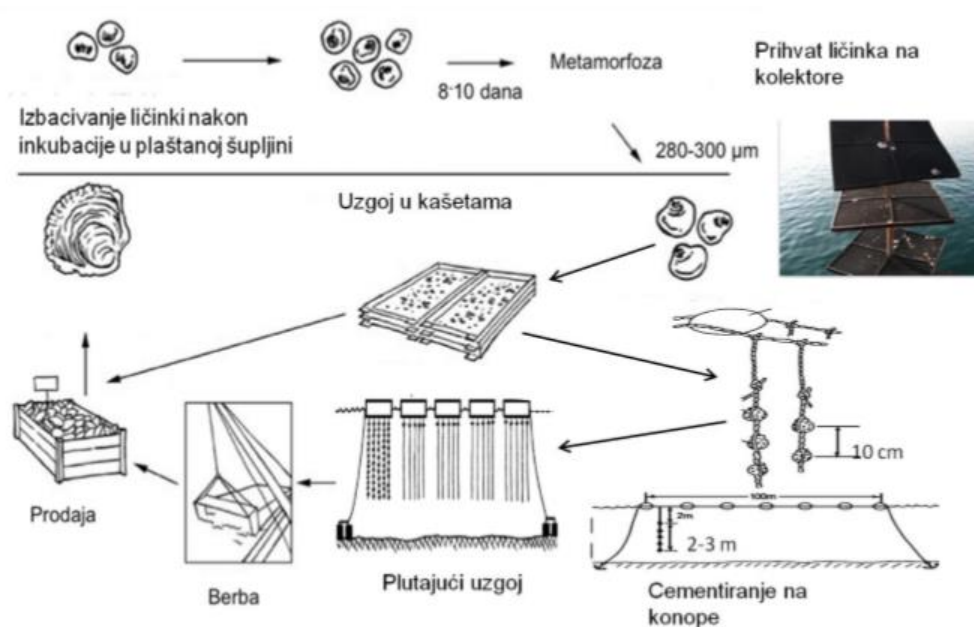 Izbacivanje ličinki nakon
inkubacije u plaštanoj šupljini
8-10 dana
Metamorfoza
Prihvat ličinka na
kolektore
280-300 µm
Uzgoj u kašetama
10 cm
100m
2m
2-3 m
Cementiranje na
konope
Plutajući uzgoj
Berba
Prodaja